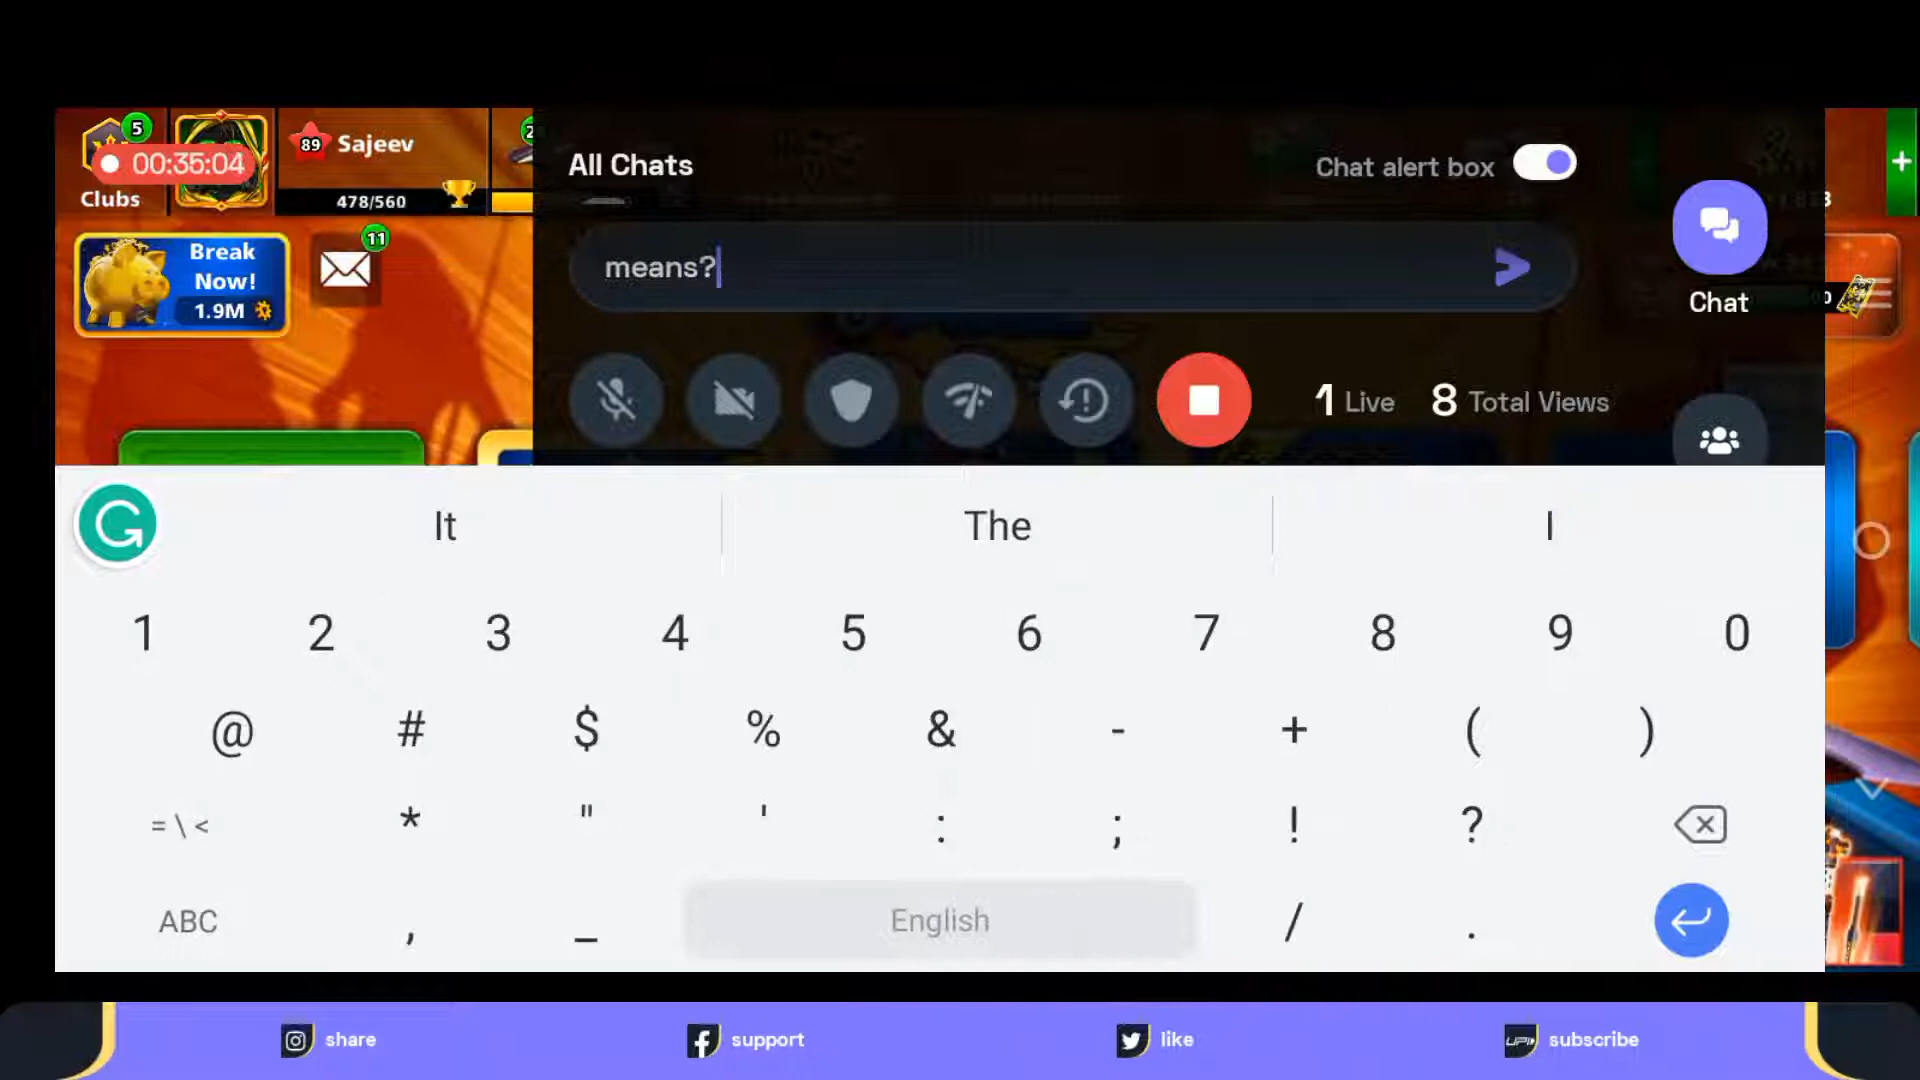 5
00:35:04
Clubs
89
Sajeev
478/560
2
Break
Now!
1.9M
11
All Chats
Chat alert box
means?
Chat
1 Live
8 Total Views
It
The
I
1 2 3 4 5 6 7 8 9 0
@ # $ % & - + ( )
= \ < * " ' : ; ! ?
ABC , _ English / .
share
support
like
UPI
subscribe